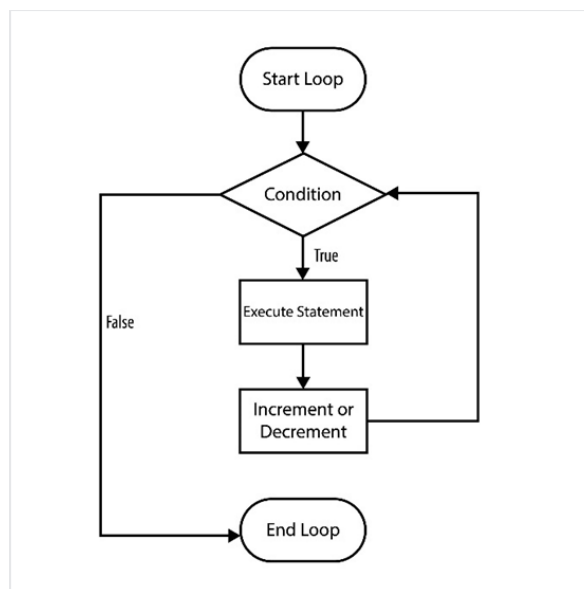 Start Loop
Condition
True
Execute Statement
False
Increment or
Decrement
End Loop